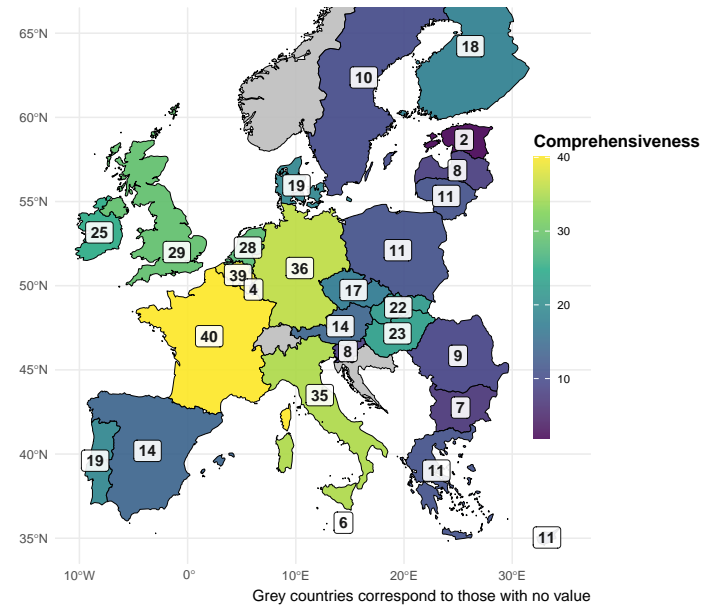 65°N
18
10
60°N
2
Comprehensiveness
40
8
19
11
55°N
25
30
28
29
11
36
39
50°N
4
17
22
20
14
23
40
8
9
45°N
10
35
7
14
19
40°N
11
6
11
35°N
10°W
0°
10°E
20°E
30°E
Grey countries correspond to those with no value